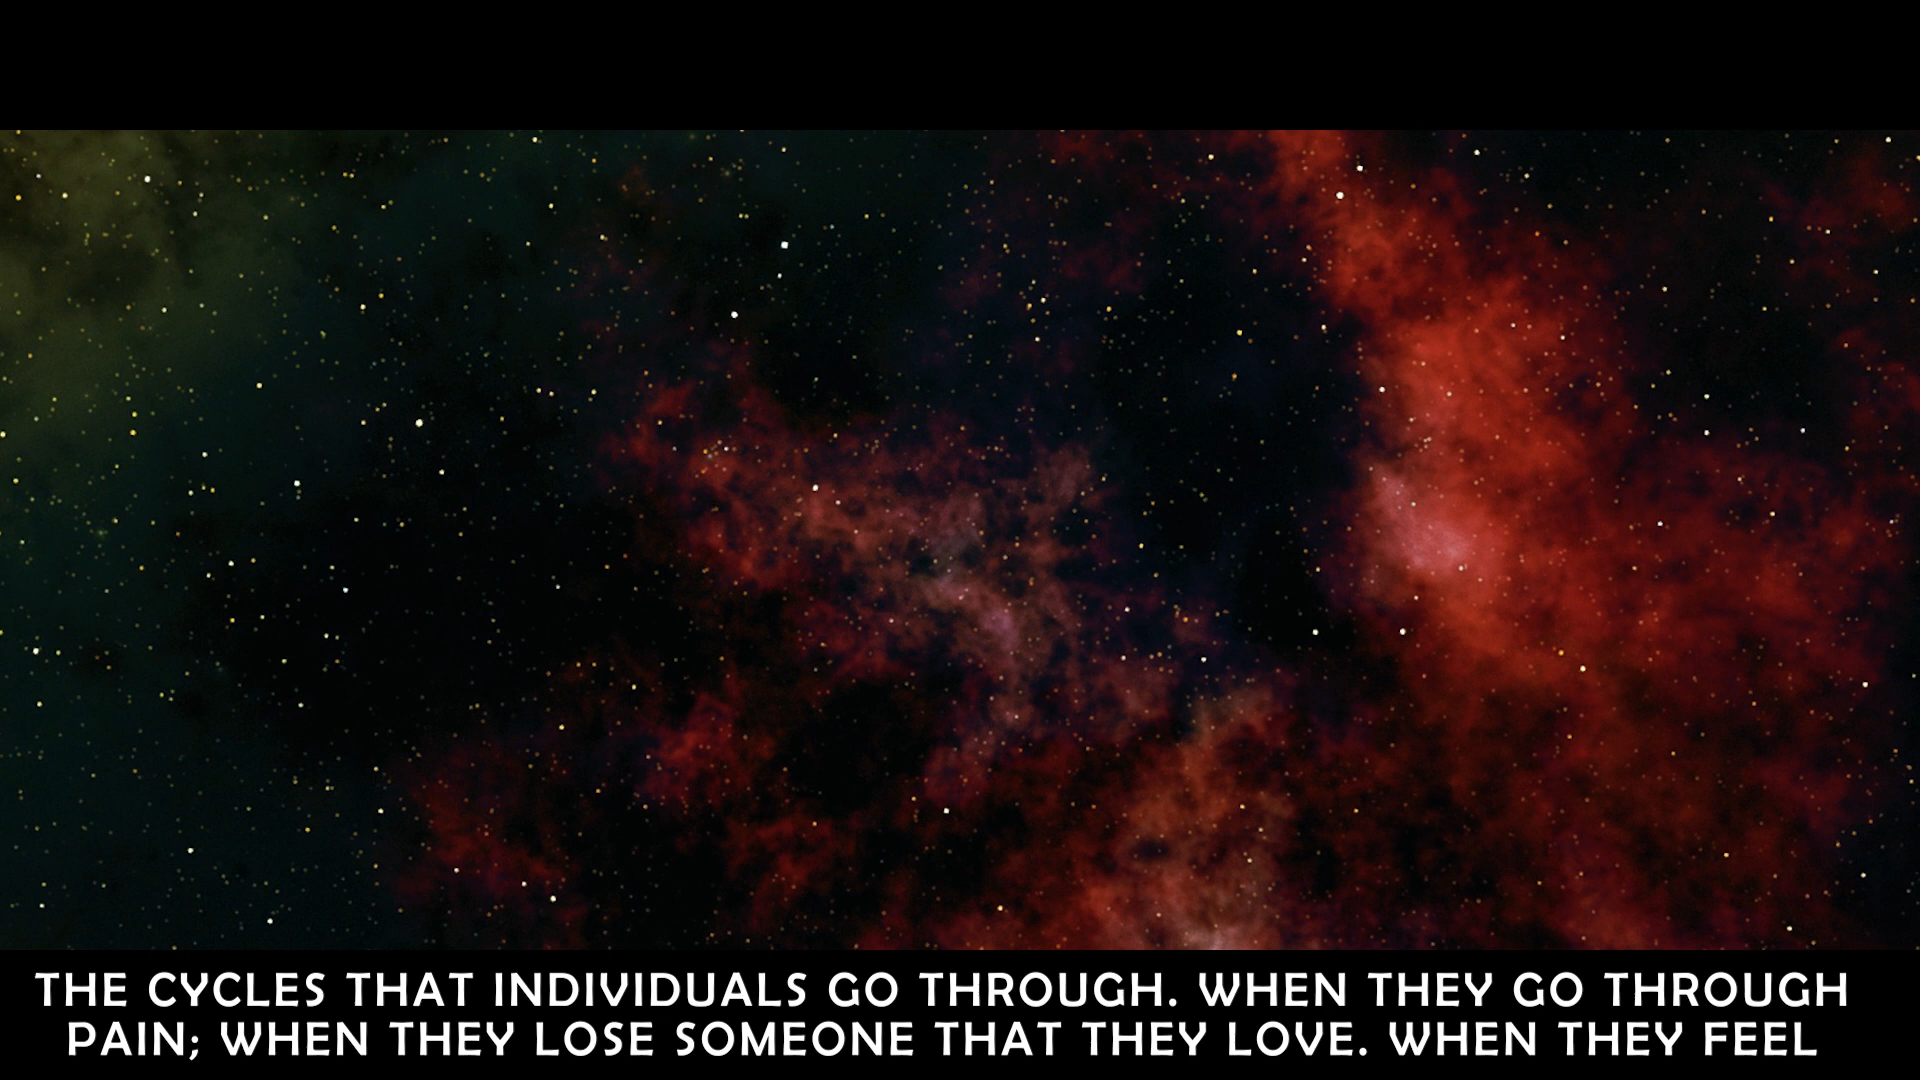 THE CYCLES THAT INDIVIDUALS GO THROUGH. WHEN THEY GO THROUGH
PAIN; WHEN THEY LOSE SOMEONE THAT THEY LOVE. WHEN THEY FEEL